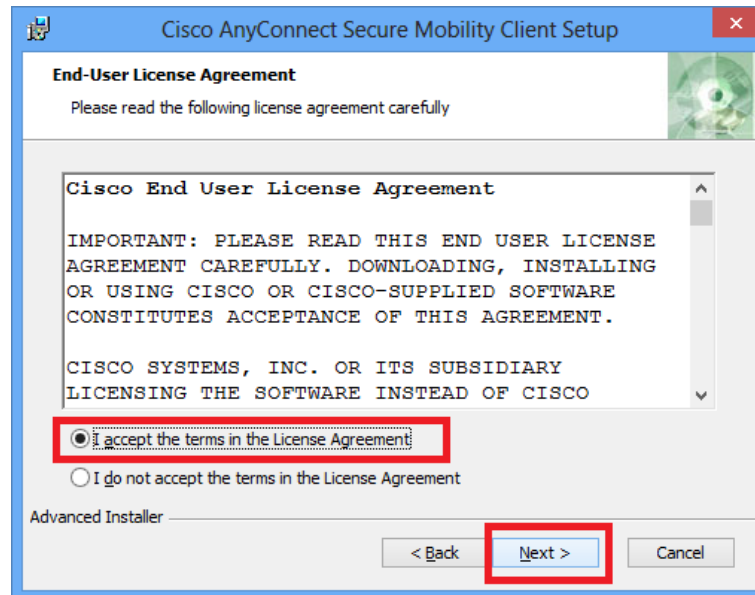 Cisco AnyConnect Secure Mobility Client Setup
End-User License Agreement
Please read the following license agreement carefully
Cisco End User License Agreement
IMPORTANT: PLEASE READ THIS END USER LICENSE
AGREEMENT CAREFULLY. DOWNLOADING, INSTALLING
OR USING CISCO OR CISCO-SUPPLIED SOFTWARE
CONSTITUTES ACCEPTANCE OF THIS AGREEMENT.
CISCO SYSTEMS, INC. OR ITS SUBSIDIARY
LICENSING THE SOFTWARE INSTEAD OF CISCO
I accept the terms in the License Agreement
I do not accept the terms in the License Agreement
Advanced Installer
< Back Next > Cancel